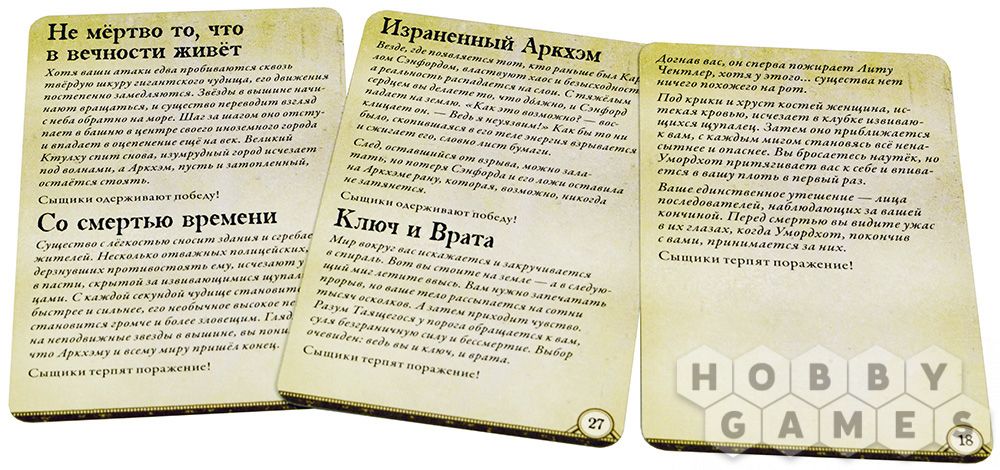 Не мёртво то, что
в вечности живёт
Хотя ваши атаки едва пробиваются сквозь
твёрдую шкуру гигантского чудища, его движения
постепенно замедляются. Звёзды в вышине начи-
нают вращаться, и существо переводит взгляд
с неба обратно на море. Шаг за шагом оно отсту-
пает в башню в центре своего иноземного города
и впадает в оцепенение ещё на век. Великий
Ктулху спит снова, изумрудный город исчезает
под волнами, а Аркхэм, пусть и затопленный,
остаётся стоять.
Сыщики одерживают победу!
Со смертью времени
Существо с лёгкостью сносит здания и сгребае
жителей. Несколько отважных полицейских,
дерзнувших противостоять ему, исчезают у
в пасти, скрытой за извивающимися щупал
цами. С каждой секундой чудище становит
быстрее и сильнее, его необычное высокое пе
становится громче и более зловещим. Гляд
на неподвижные звезды в вышине, вы пони
что Аркхэму и всему миру пришёл конец.
Сыщики терпят поражение!
Израненный Аркхэм
Везде, где появляется тот, кто раньше был Кар
лом Сэнфордом, властвуют хаос и безысходность
а реальность распадается на слои. С тяжёлым
сердцем вы делаете то, что должно, и Сэнфорд
падает на землю. «Как это возможно? — вос-
клицает он. — Ведь я неуязвим!» Как бы то ни
было, скопившаяся в его теле энергия взрывается
и сжигает его, словно лист бумаги.
След, оставшийся от взрыва, можно зала-
тать, но потеря Сэнфорда и его ложи оставила
на Аркхэме рану, которая, возможно, никогда
не затянется.
Сыщики одерживают победу!
Ключ и Врата
Мир вокруг вас искажается и закручивается
в спираль. Вот вы стоите на земле — а в следую-
щий миг летите ввысь. Вам нужно запечатать
прорыв, но ваше тело рассыпается на сотни
тысяч осколков. А затем приходит чувство.
Разум Таящегося у порога обращается к вам,
суля безграничную силу и бессмертие. Выбор
очевиден: ведь вы и ключ, и врата.
Сыщики терпят поражение!
27
Догнав вас, он сперва пожирает Литу
Чентлер, хотя у этого... существа нет
ничего похожего на рот.
Под крики и хруст костей женщина, ис-
текая кровью, исчезает в клубке извиваю-
щихся щупалец. Затем оно приближается
к вам, с каждым мигом становясь всё нена-
сытнее и опаснее. Вы бросаетесь наутёк, но
Умордхот притягивает вас к себе и впива-
ется в вашу плоть в первый раз.
Ваше единственное утешение — лица
последователей, наблюдающих за вашей
кончиной. Перед смертью вы видите ужас
в их глазах, когда Умордхот, покончив
с вами, принимается за них.
Сыщики терпят поражение!
18
HOBBY
GAMES